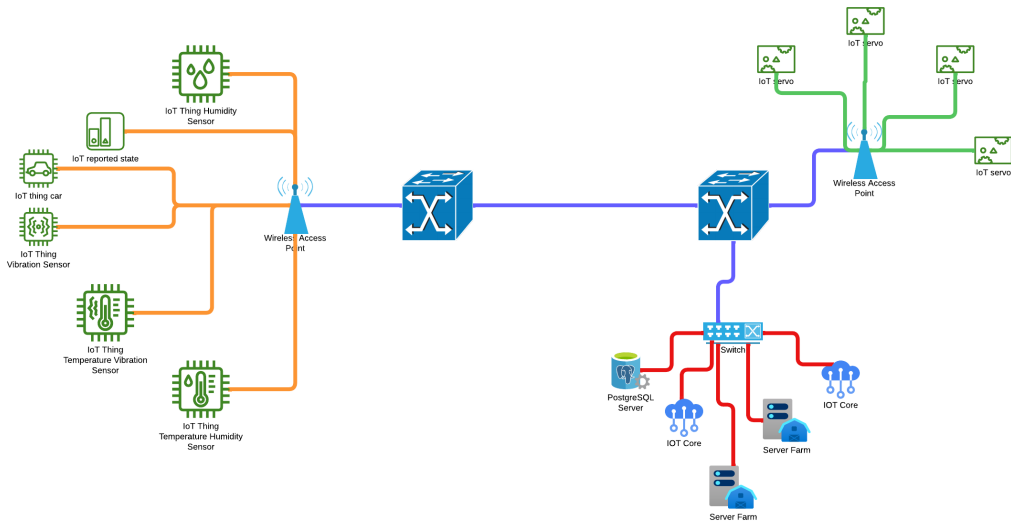 IoT servo
IoT servo
IoT servo
IoT servo
Wireless Access
Point
IoT Thing Humidity
Sensor
IoT reported state
IoT thing car
IoT Thing
Vibration Sensor
Wireless Access
Point
IoT Thing
Temperature Vibration
Sensor
IoT Thing
Temperature Humidity
Sensor
Switch
PostgreSQL
Server
IOT Core
IOT Core
Server Farm
Server Farm